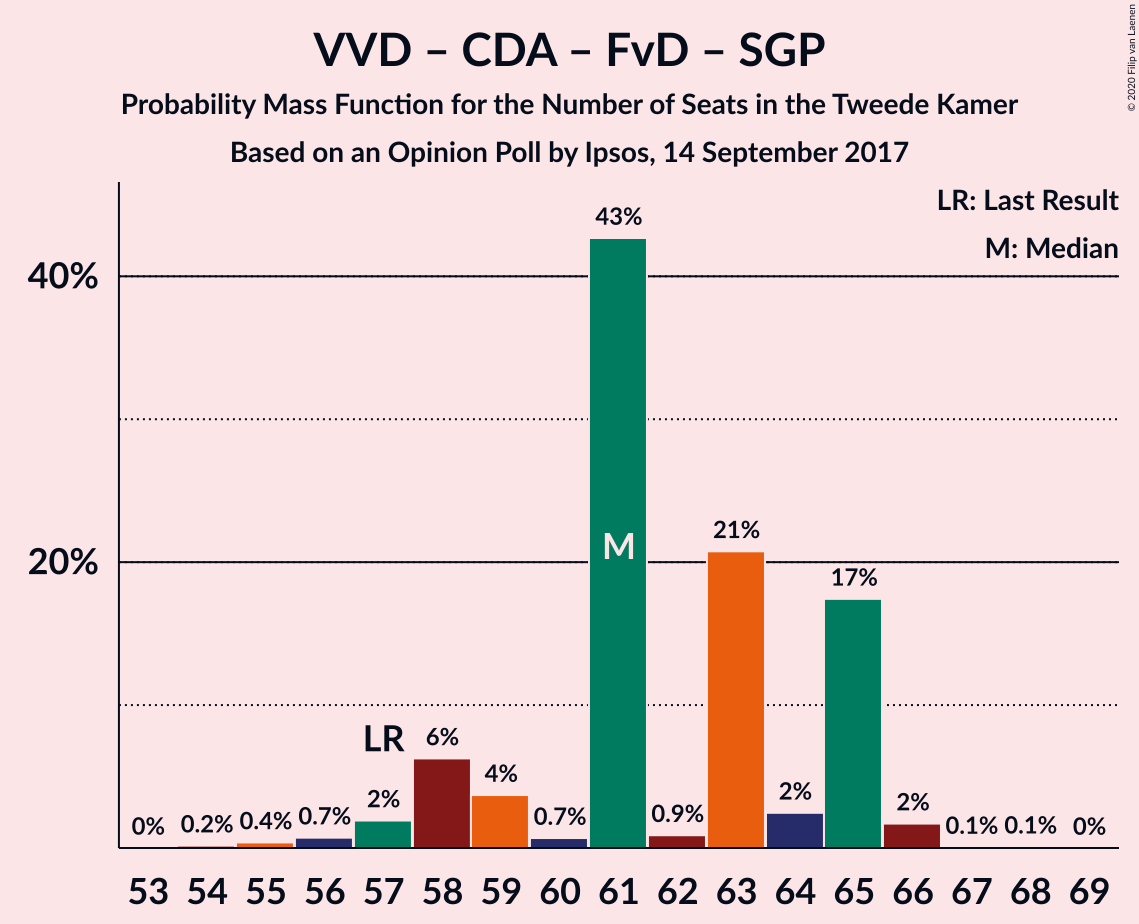 VVD – CDA – FvD – SGP
Probability Mass Function for the Number of Seats in the Tweede Kamer
Based on an Opinion Poll by Ipsos, 14 September 2017
© 2020 Filip van Laenen
LR: Last Result
M: Median
40%
20%
0%
0.2%
0.4%
0.7%
LR
2%
6%
4%
0.7%
43%
M
0.9%
21%
2%
17%
2%
0.1%
0.1%
0%
53 54 55 56 57 58 59 60 61 62 63 64 65 66 67 68 69